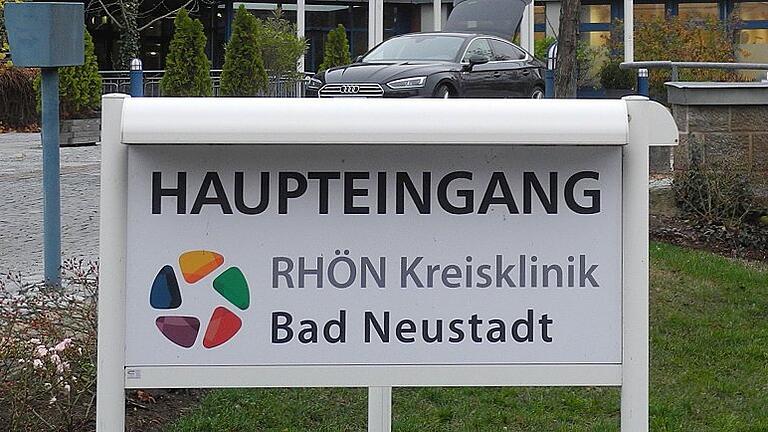 HAUPTEINGANG
RHÖN Kreisklinik
Bad Neustadt